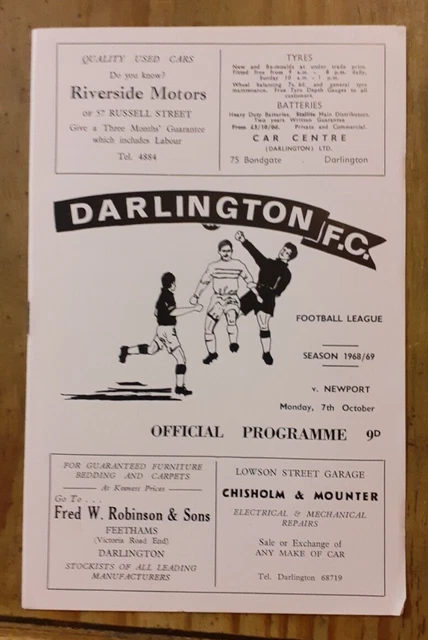 QUALITY USED CARS
Do you know?
Riverside Motors
OF 57 RUSSELL STREET
Give a Three Months' Guarantee
which includes Labour
Tel. 4884
TYRES
New and Re-moulds at under trade price.
fitted free from 9 a.m. - 8 p.m. daily,
Sunday 10 a.m. - 1 p.m.
Wheel balancing 7s.6d. and general tyre
maintenance. Free Tyre Depth Gauges to all
customers.
BATTERIES
Heavy Duty Batteries, Stellite Main Distributors.
Two years Written Guarantee
From £3/10/0d. Private and Commercial.
CAR CENTRE
(DARLINGTON) LTD.
75 Bondgate . Darlington
DARLINGTON F.C.
FOOTBALL LEAGUE
SEASON 1968/69
v. NEWPORT
Monday, 7th October
OFFICIAL PROGRAMME 9D
FOR GUARANTEED FURNITURE
BEDDING AND CARPETS
At Keenest Prices
Go To . . .
Fred W. Robinson & Sons
FEETHAMS
(Victoria Road End)
DARLINGTON
STOCKISTS OF ALL LEADING
MANUFACTURERS
LOWSON STREET GARAGE
CHISHOLM & MOUNTER
ELECTRICAL & MECHANICAL
REPAIRS
Sale or Exchange of
ANY MAKE OF CAR
Tel. Darlington 68719